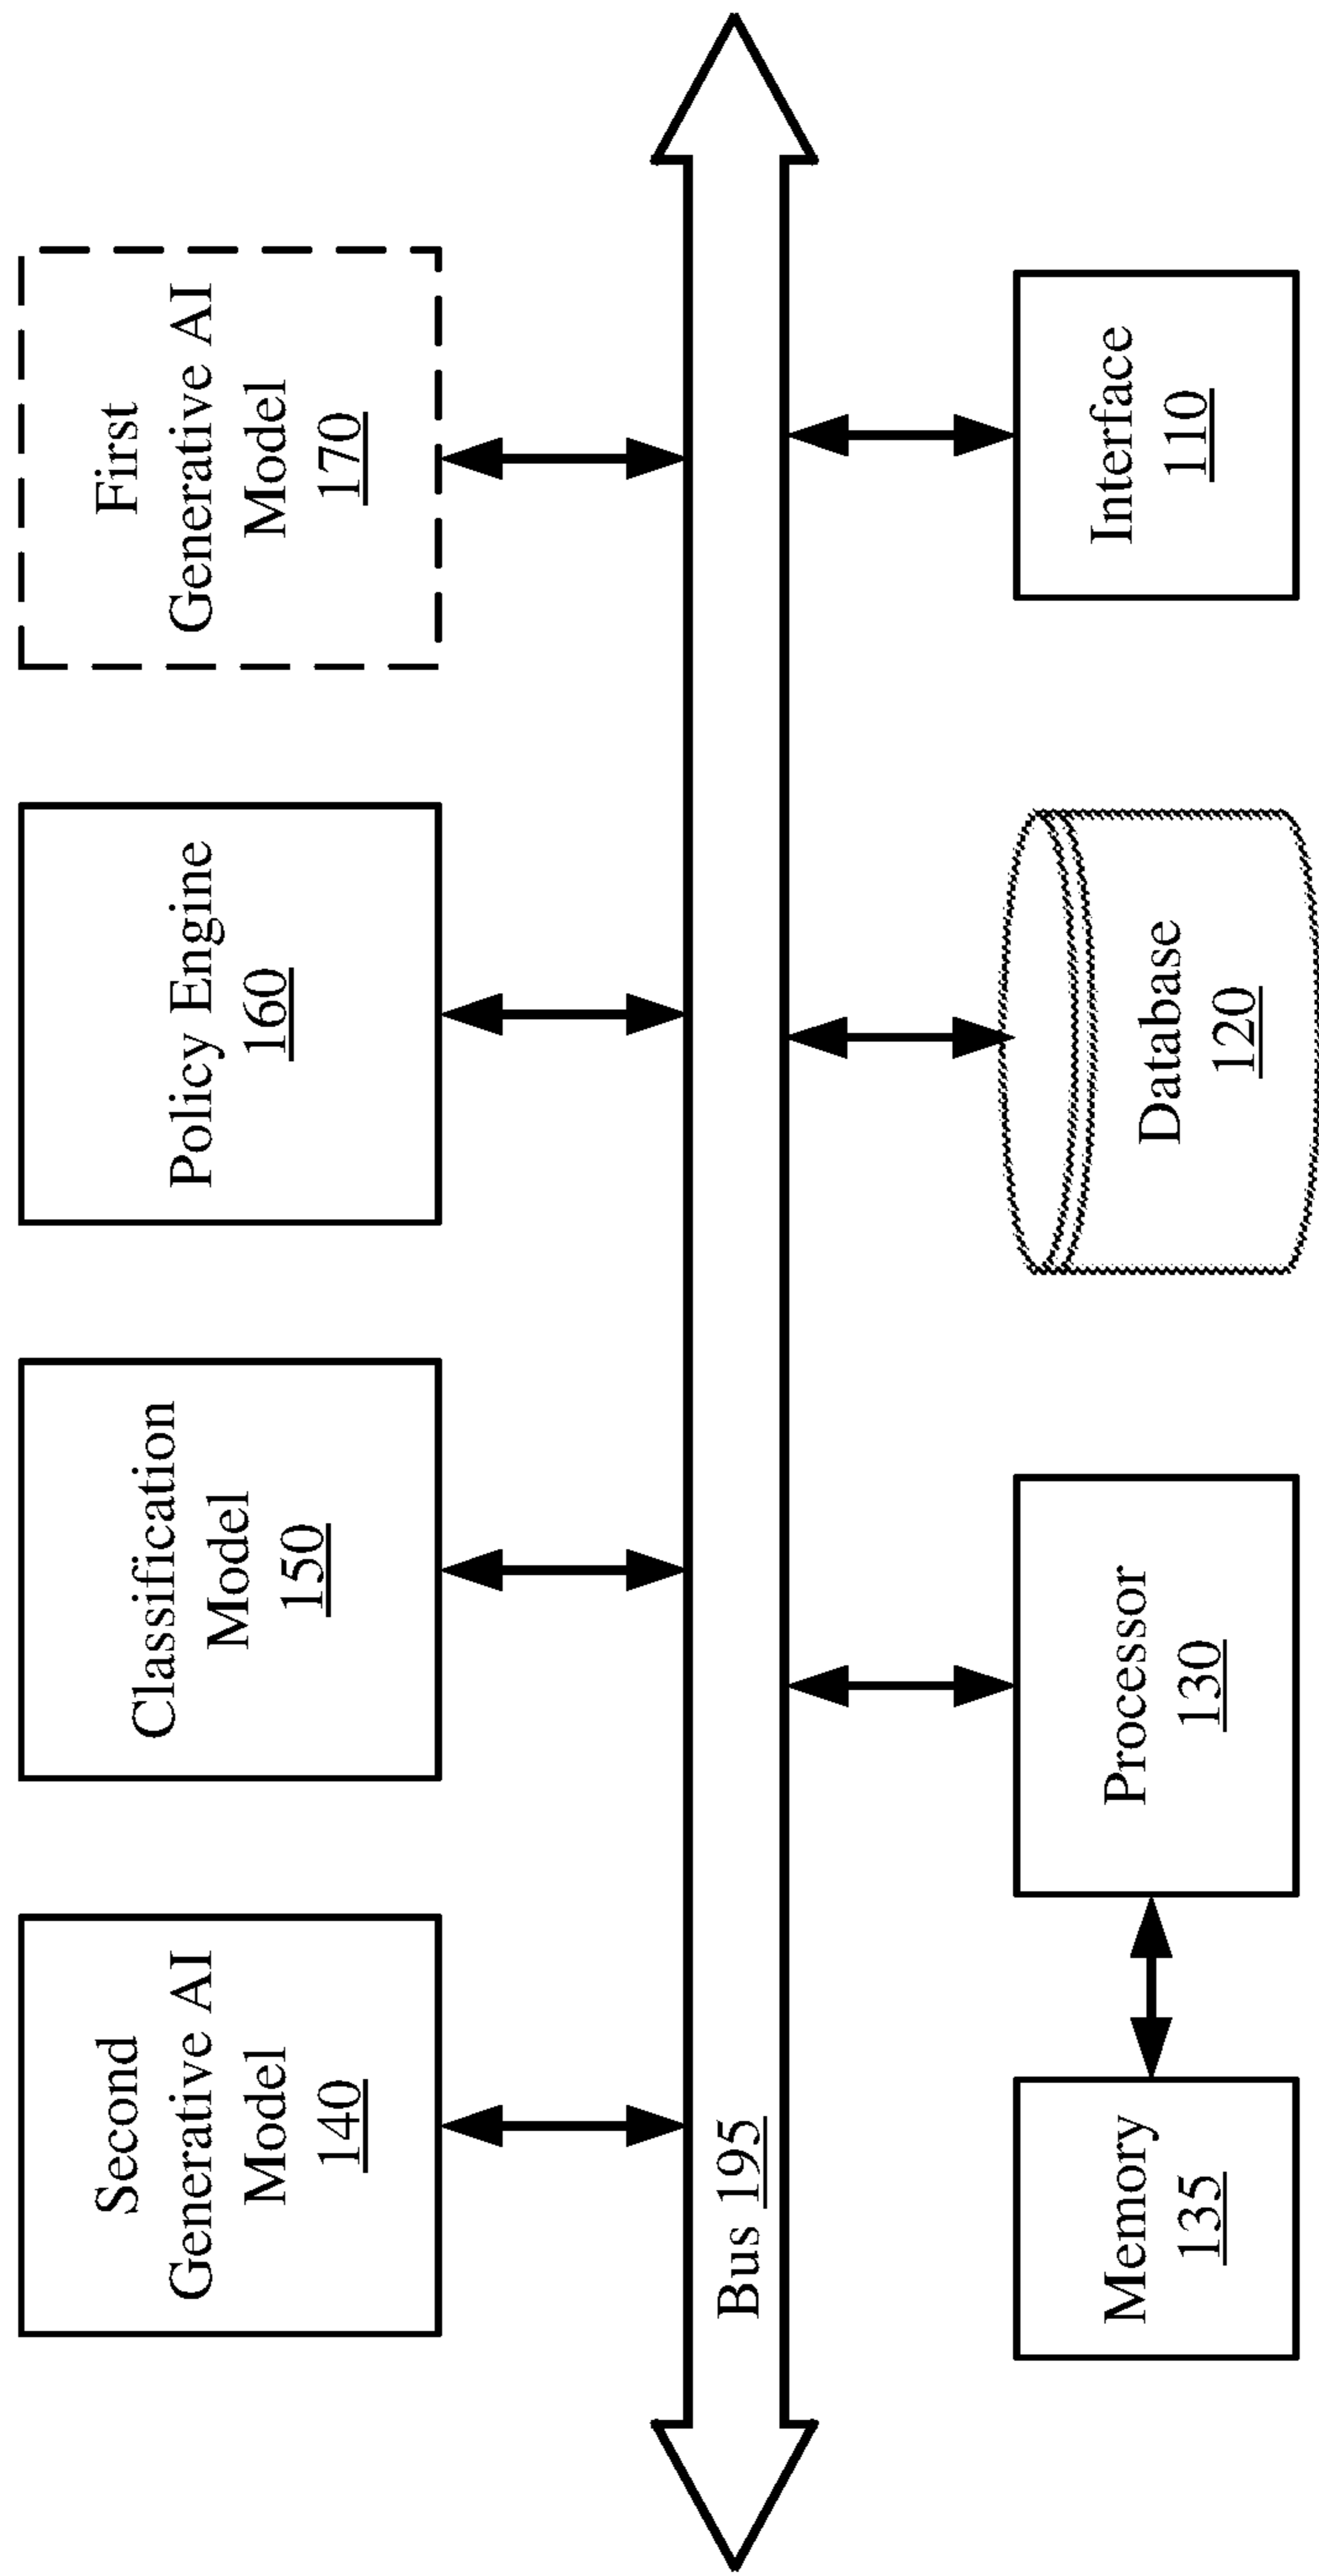 Second
Generative AI
Model
140
Classification
Model
150
Policy Engine
160
First
Generative AI
Model
170
Bus 195
Memory
135
Processor
130
Database
120
Interface
110